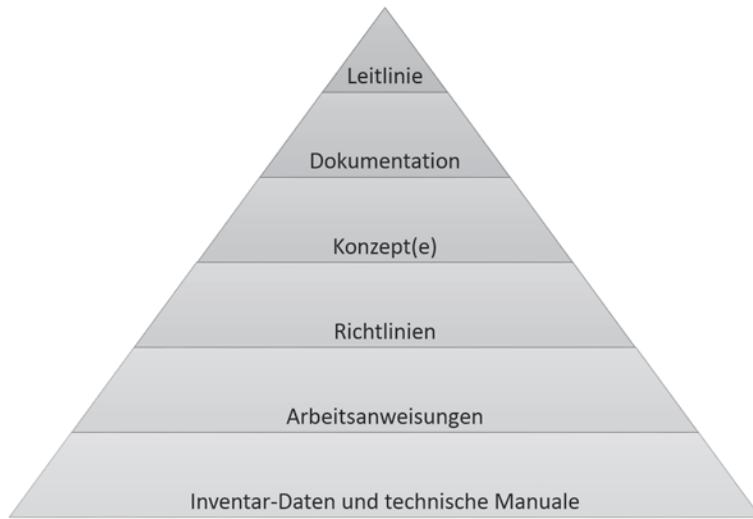 Leitlinie
Dokumentation
Konzept(e)
Richtlinien
Arbeitsanweisungen
Inventar-Daten und technische Manuale